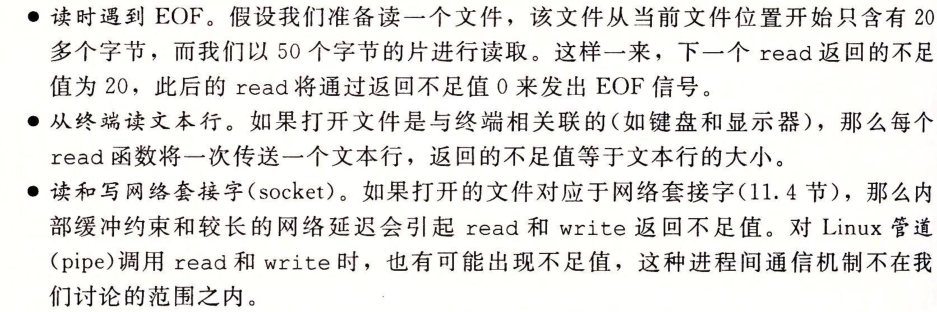 ● 读时遇到 EOF。假设我们准备读一个文件，该文件从当前文件位置开始只含有 20
多个字节，而我们以 50 个字节的片进行读取。这样一来，下一个 read 返回的不足
值为 20，此后的 read 将通过返回不足值 0 来发出 EOF 信号。
● 从终端读文本行。如果打开文件是与终端相关联的(如键盘和显示器)，那么每个
read 函数将一次传送一个文本行，返回的不足值等于文本行的大小。
● 读和写网络套接字(socket)。如果打开的文件对应于网络套接字(11.4 节)，那么内
部缓冲约束和较长的网络延迟会引起 read 和 write 返回不足值。对 Linux 管道
(pipe)调用 read 和 write 时，也有可能出现不足值，这种进程间通信机制不在我
们讨论的范围之内。